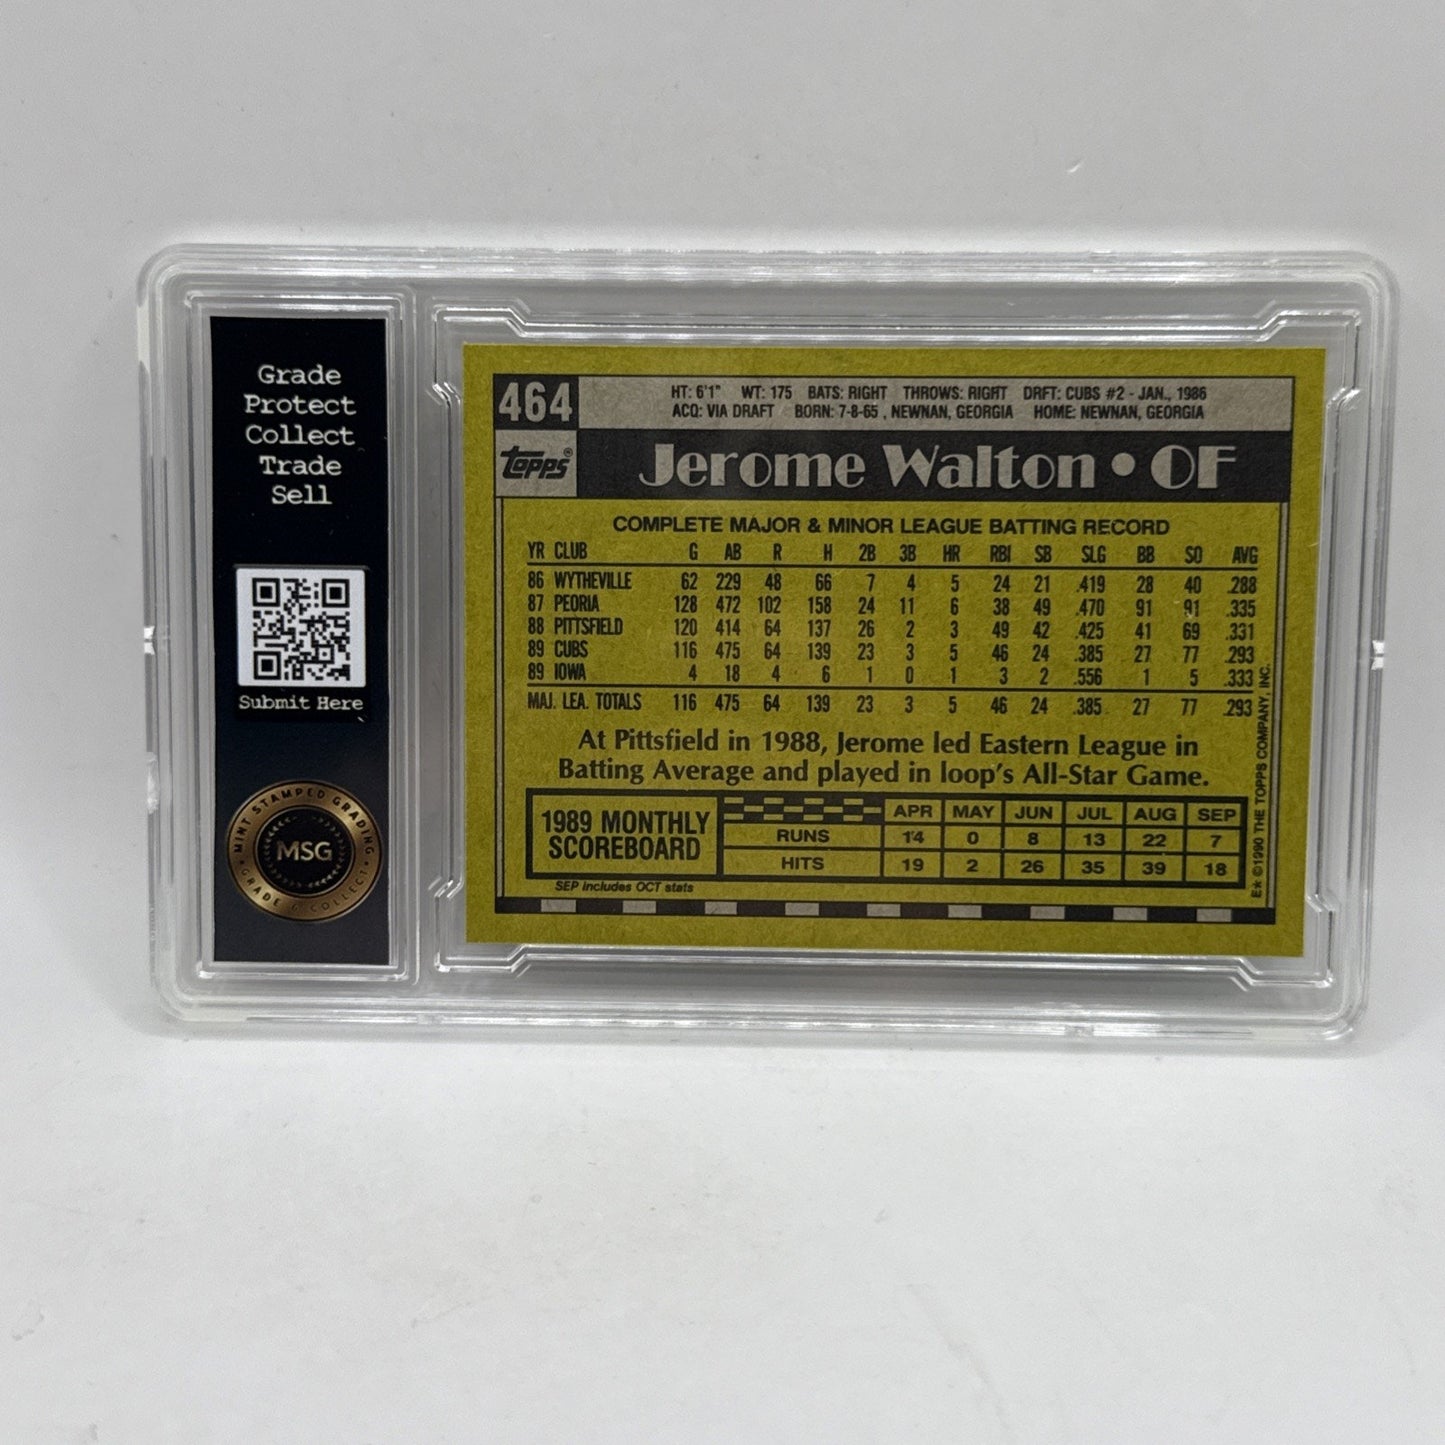 Grade
Protect
Collect
Trade
Sell
Submit Here
MINT STAMPED GRADING
MSG
GRADE & COLLECT
464
HT: 6'1" WT: 175 BATS: RIGHT THROWS: RIGHT DRFT: CUBS #2 - JAN., 1986
ACQ: VIA DRAFT BORN: 7-8-65 , NEWNAN, GEORGIA HOME: NEWNAN, GEORGIA
topps®
Jerome Walton • OF
COMPLETE MAJOR & MINOR LEAGUE BATTING RECORD
YR CLUB G AB R H 2B 3B HR RBI SB SLG BB SO AVG
86 WYTHEVILLE 62 229 48 66 7 4 5 24 21 .419 28 40 .288
87 PEORIA 128 472 102 158 24 11 6 38 49 .470 91 91 .335
88 PITTSFIELD 120 414 64 137 26 2 3 49 42 .425 41 69 .331
89 CUBS 116 475 64 139 23 3 5 46 24 .385 27 77 .293
89 IOWA 4 18 4 6 1 0 1 3 2 .556 1 5 .333
MAJ. LEA. TOTALS 116 475 64 139 23 3 5 46 24 .385 27 77 .293
At Pittsfield in 1988, Jerome led Eastern League in
Batting Average and played in loop's All-Star Game.
1989 MONTHLY
SCOREBOARD
APR MAY JUN JUL AUG SEP
RUNS 14 0 8 13 22 7
HITS 19 2 26 35 39 18
SEP includes OCT stats
E* ©1990 THE TOPPS COMPANY, INC.